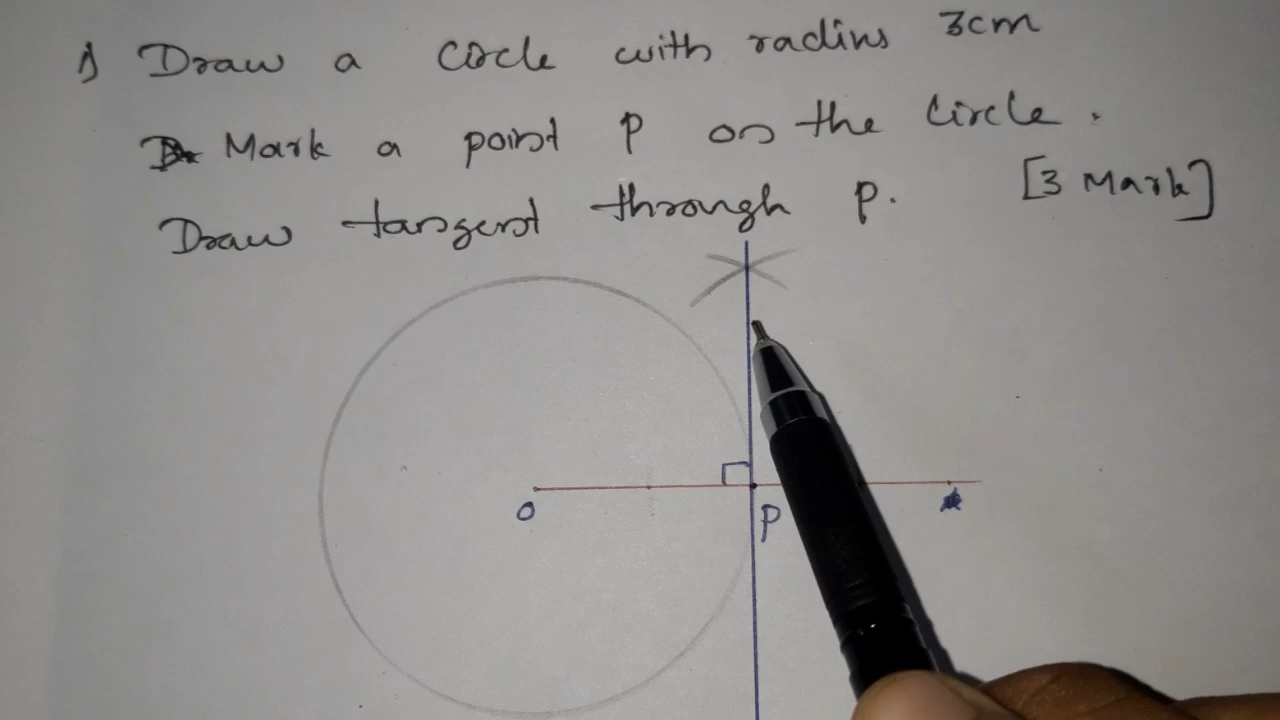 1) Draw a circle with radius 3cm
Mark a point P on the circle.
Draw tangent through P. [3 Mark]
O
P